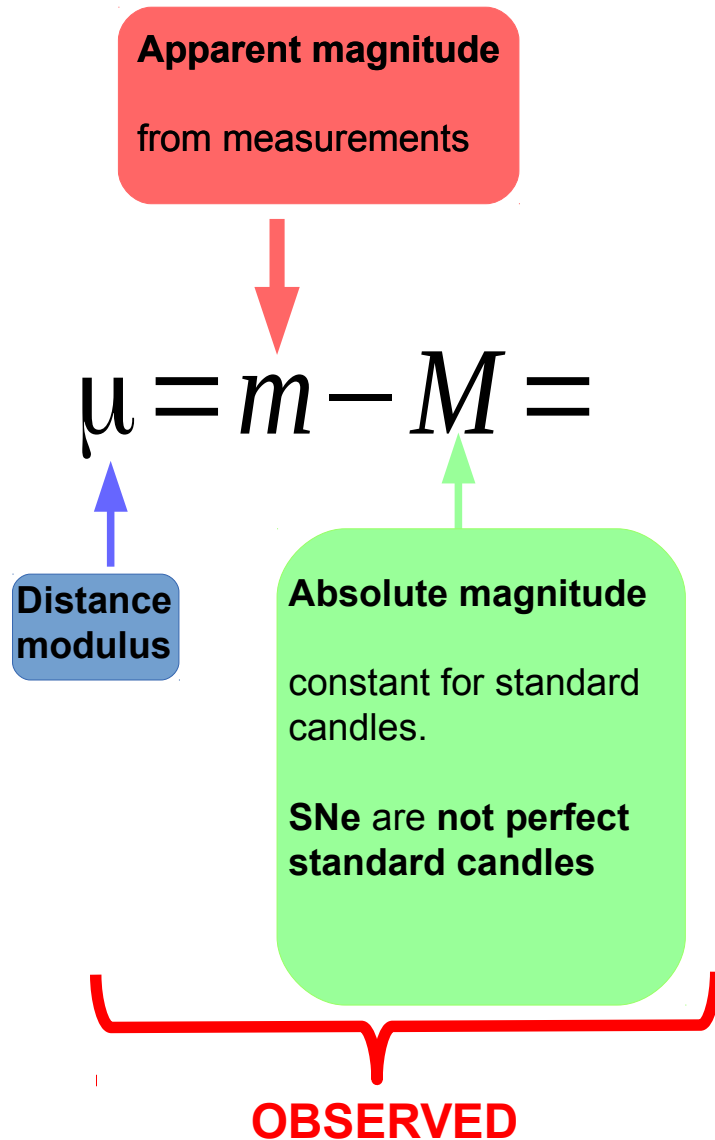 Apparent magnitude
from measurements
μ = m − M =
Distance
modulus
Absolute magnitude
constant for standard
candles.
SNe are not perfect
standard candles
OBSERVED